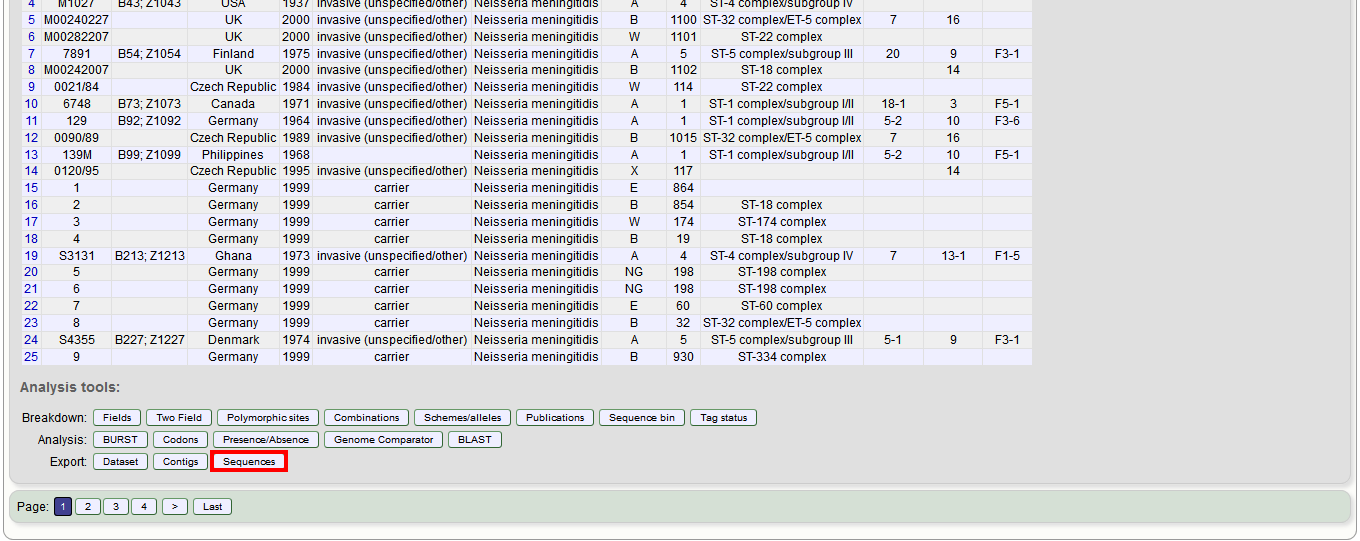 4 M1027 B43; Z1043 USA 1937 invasive (unspecified/other) Neisseria meningitidis A 4 ST-4 complex/subgroup IV
5 M00240227 UK 2000 invasive (unspecified/other) Neisseria meningitidis B 1100 ST-32 complex/ET-5 complex 7 16
6 M00282207 UK 2000 invasive (unspecified/other) Neisseria meningitidis W 1101 ST-22 complex
7 7891 B54; Z1054 Finland 1975 invasive (unspecified/other) Neisseria meningitidis A 5 ST-5 complex/subgroup III 20 9 F3-1
8 M00242007 UK 2000 invasive (unspecified/other) Neisseria meningitidis B 1102 ST-18 complex 14
9 0021/84 Czech Republic 1984 invasive (unspecified/other) Neisseria meningitidis W 114 ST-22 complex
10 6748 B73; Z1073 Canada 1971 invasive (unspecified/other) Neisseria meningitidis A 1 ST-1 complex/subgroup I/II 18-1 3 F5-1
11 129 B92; Z1092 Germany 1964 invasive (unspecified/other) Neisseria meningitidis A 1 ST-1 complex/subgroup I/II 5-2 10 F3-6
12 0090/89 Czech Republic 1989 invasive (unspecified/other) Neisseria meningitidis B 1015 ST-32 complex/ET-5 complex 7 16
13 139M B99; Z1099 Philippines 1968 Neisseria meningitidis A 1 ST-1 complex/subgroup I/II 5-2 10 F5-1
14 0120/95 Czech Republic 1995 invasive (unspecified/other) Neisseria meningitidis X 117 14
15 1 Germany 1999 carrier Neisseria meningitidis E 864
16 2 Germany 1999 carrier Neisseria meningitidis B 854 ST-18 complex
17 3 Germany 1999 carrier Neisseria meningitidis W 174 ST-174 complex
18 4 Germany 1999 carrier Neisseria meningitidis B 19 ST-18 complex
19 S3131 B213; Z1213 Ghana 1973 invasive (unspecified/other) Neisseria meningitidis A 4 ST-4 complex/subgroup IV 7 13-1 F1-5
20 5 Germany 1999 carrier Neisseria meningitidis NG 198 ST-198 complex
21 6 Germany 1999 carrier Neisseria meningitidis NG 198 ST-198 complex
22 7 Germany 1999 carrier Neisseria meningitidis E 60 ST-60 complex
23 8 Germany 1999 carrier Neisseria meningitidis B 32 ST-32 complex/ET-5 complex
24 S4355 B227; Z1227 Denmark 1974 invasive (unspecified/other) Neisseria meningitidis A 5 ST-5 complex/subgroup III 5-1 9 F3-1
25 9 Germany 1999 carrier Neisseria meningitidis B 930 ST-334 complex
Analysis tools:
Breakdown: Fields Two Field Polymorphic sites Combinations Schemes/alleles Publications Sequence bin Tag status
Analysis: BURST Codons Presence/Absence Genome Comparator BLAST
Export: Dataset Contigs Sequences
Page: 1 2 3 4 > Last